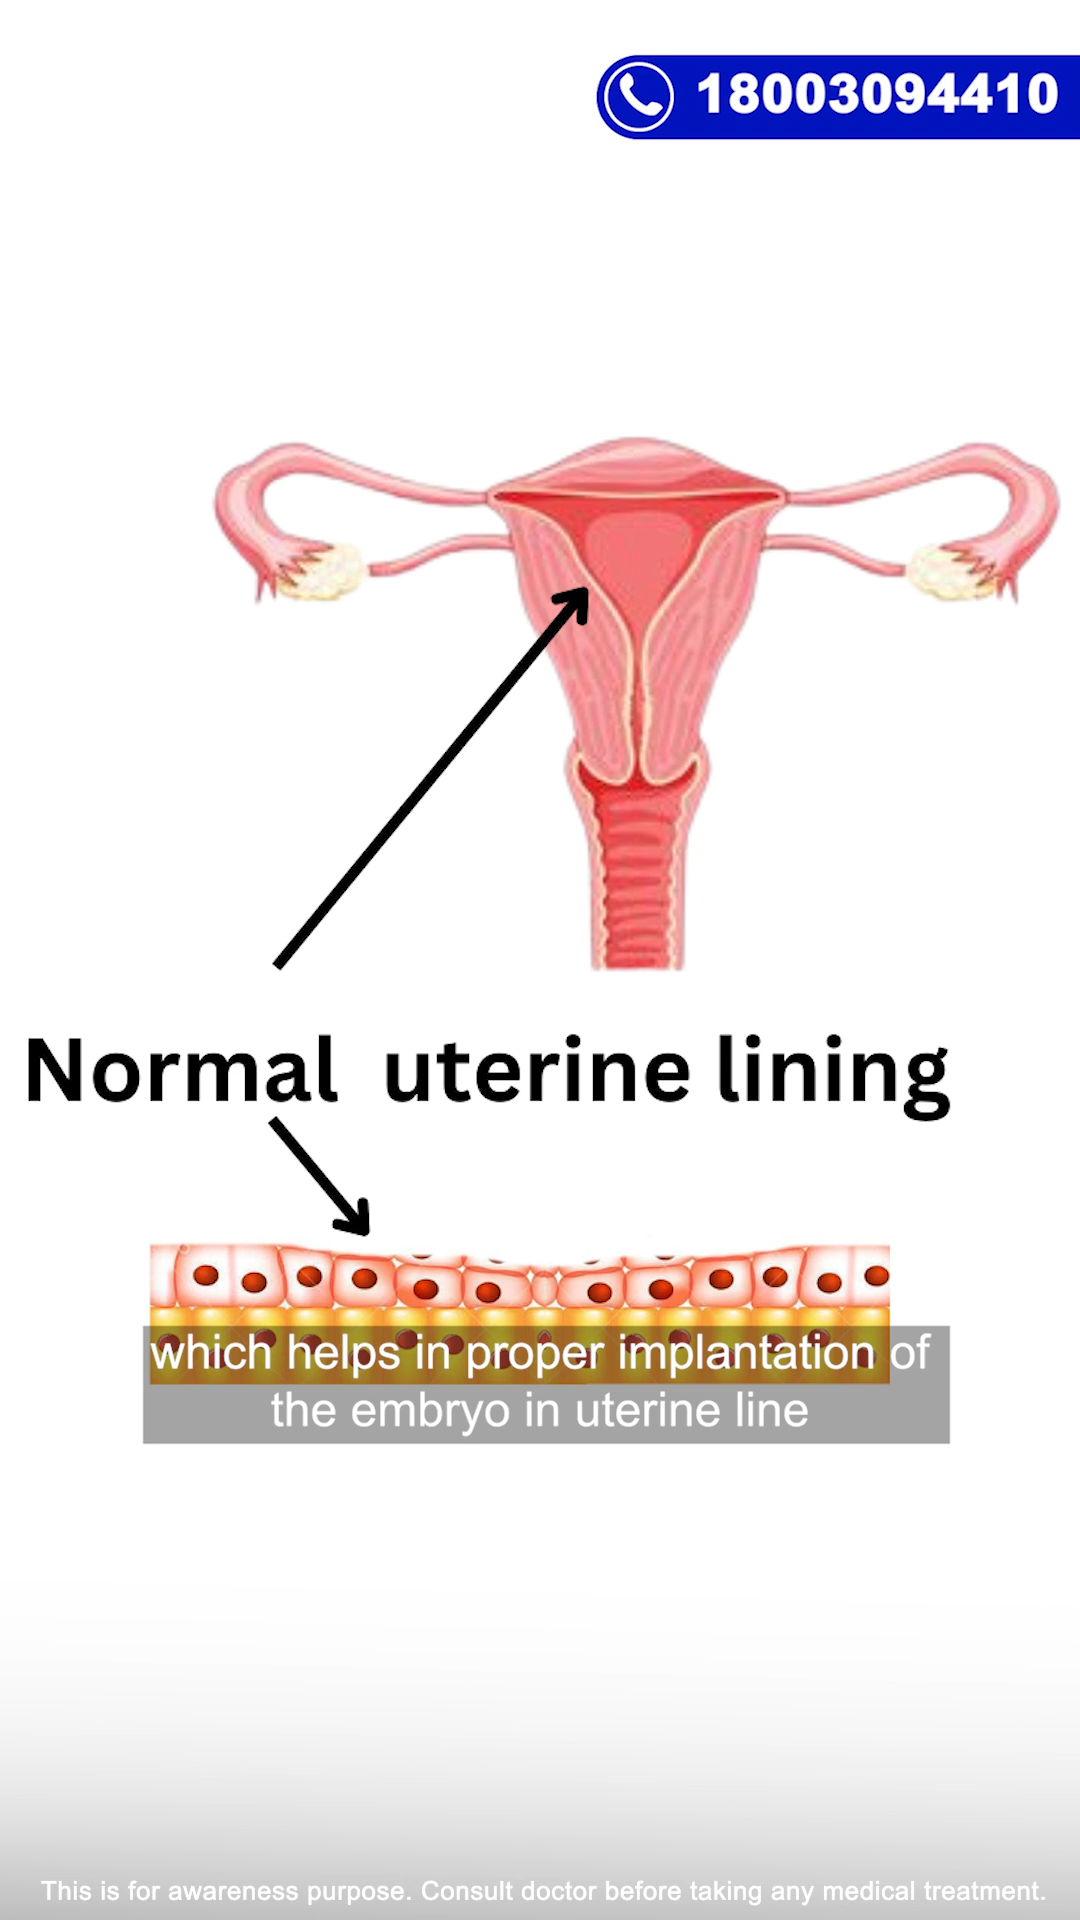 18003094410
Normal uterine lining
which helps in proper implantation of
the embryo in uterine line
This is for awareness purpose. Consult doctor before taking any medical treatment.